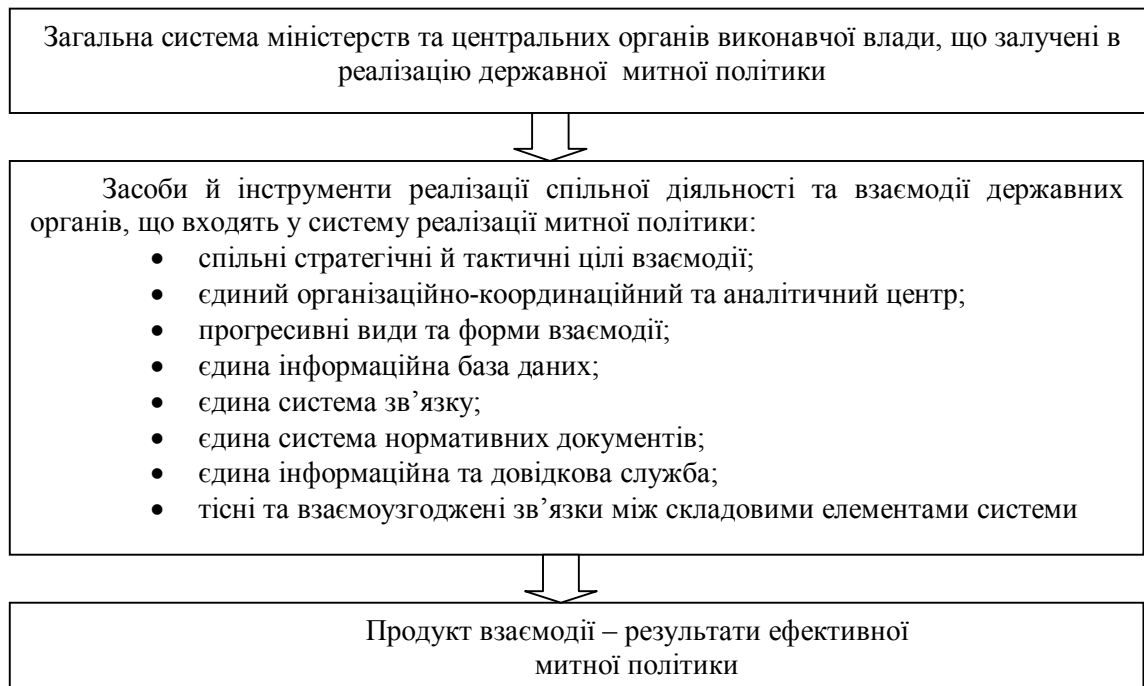 Загальна система міністерств та центральних органів виконавчої влади, що залучені в
реалізацію державної митної політики
Засоби й інструменти реалізації спільної діяльності та взаємодії державних
органів, що входять у систему реалізації митної політики:
• спільні стратегічні й тактичні цілі взаємодії;
• єдиний організаційно-координаційний та аналітичний центр;
• прогресивні види та форми взаємодії;
• єдина інформаційна база даних;
• єдина система зв’язку;
• єдина система нормативних документів;
• єдина інформаційна та довідкова служба;
• тісні та взаємоузгоджені зв’язки між складовими елементами системи
Продукт взаємодії – результати ефективної
митної політики